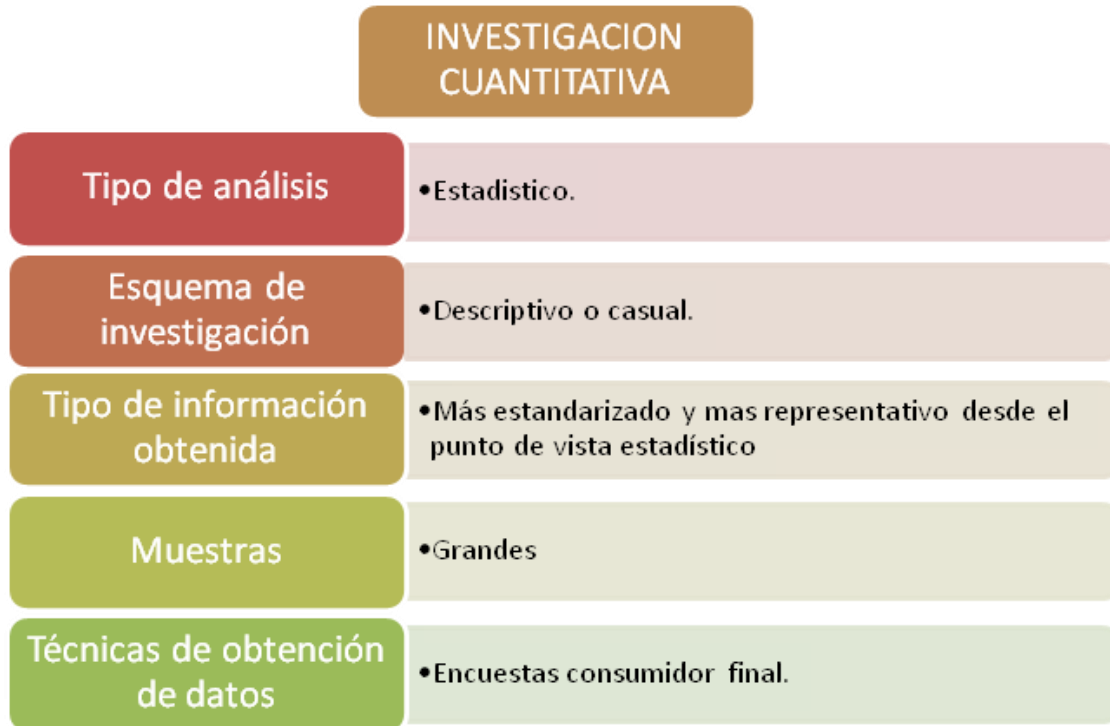 INVESTIGACION
CUANTITATIVA
Tipo de análisis
•Estadistico.
Esquema de
investigación
•Descriptivo o casual.
Tipo de información
obtenida
•Más estandarizado y mas representativo desde el
punto de vista estadístico
Muestras
•Grandes
Técnicas de obtención
de datos
•Encuestas consumidor final.